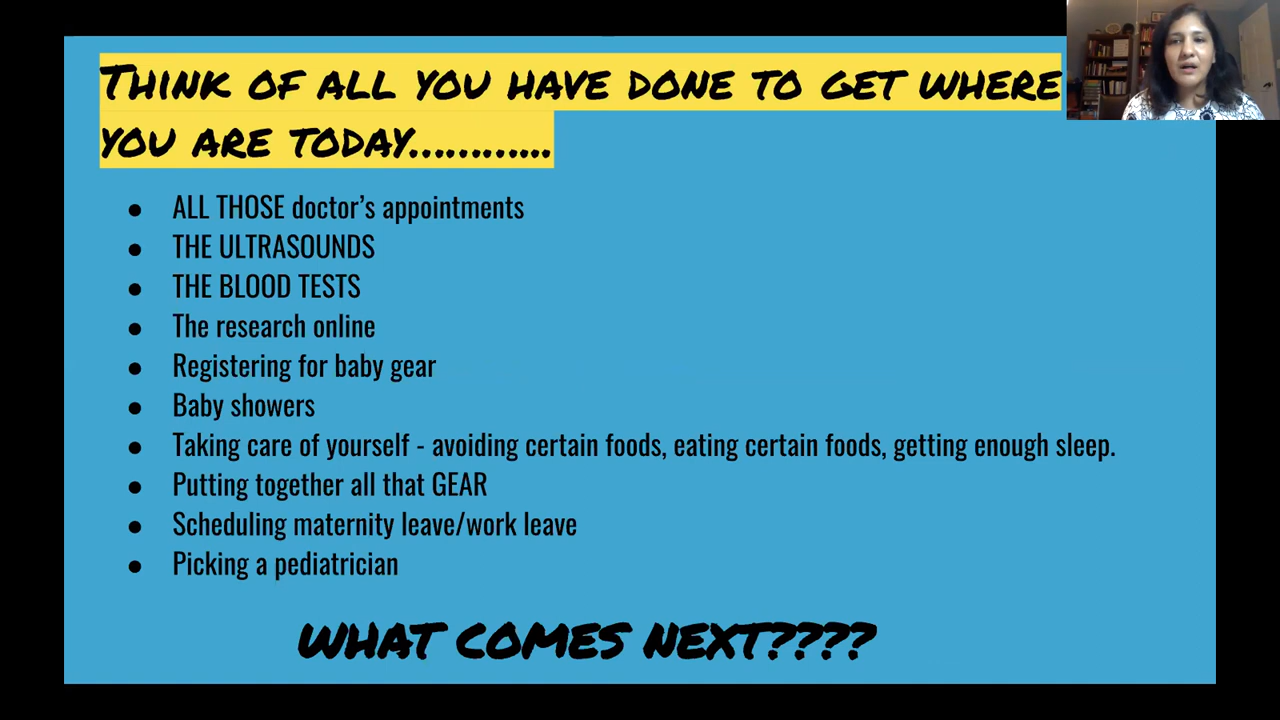 THINK OF ALL YOU HAVE DONE TO GET WHERE
YOU ARE TODAY............
● ALL THOSE doctor’s appointments
● THE ULTRASOUNDS
● THE BLOOD TESTS
● The research online
● Registering for baby gear
● Baby showers
● Taking care of yourself - avoiding certain foods, eating certain foods, getting enough sleep.
● Putting together all that GEAR
● Scheduling maternity leave/work leave
● Picking a pediatrician
WHAT COMES NEXT????